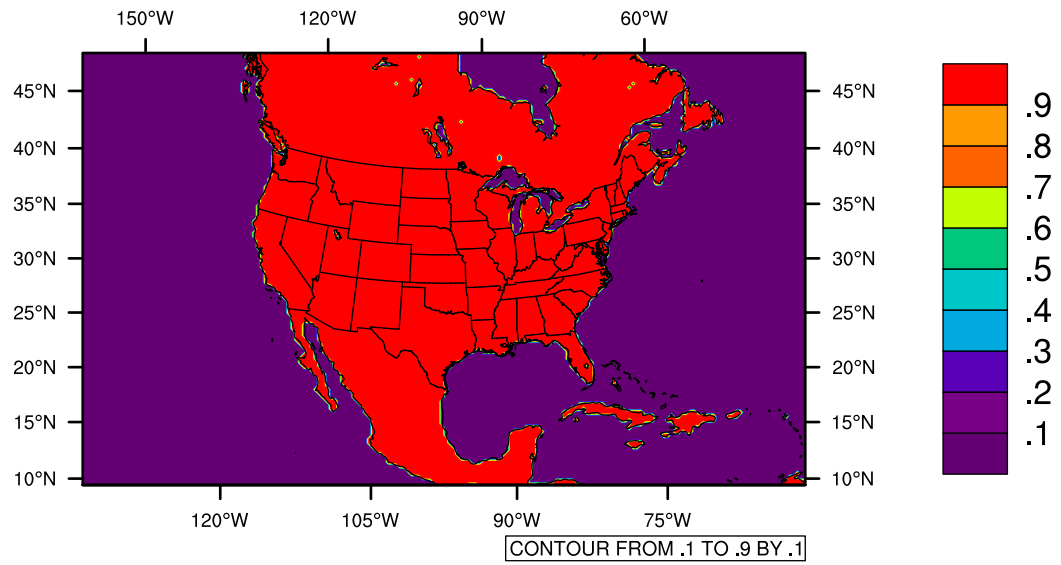 150°W 120°W 90°W 60°W
45°N 45°N
40°N 40°N
35°N 35°N
30°N 30°N
25°N 25°N
20°N 20°N
15°N 15°N
10°N 10°N
120°W 105°W 90°W 75°W
CONTOUR FROM .1 TO .9 BY .1
.9
.8
.7
.6
.5
.4
.3
.2
.1